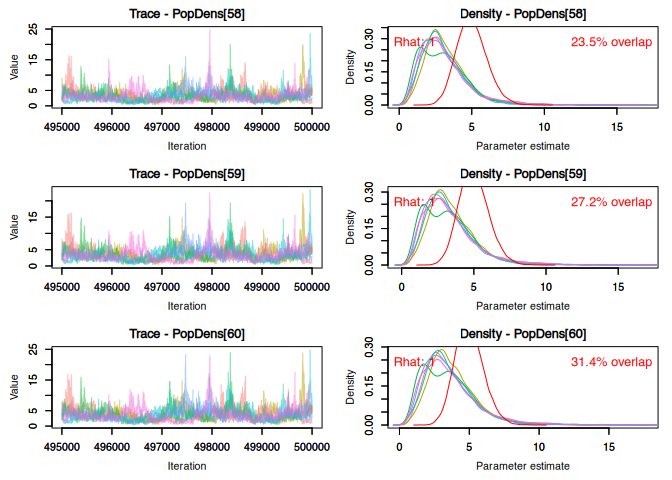 Trace - PopDens[58]
Value
5
15
25
0
495000 496000 497000 498000 499000 500000
Iteration
Density - PopDens[58]
Density
0.00
0.15
0.30
Rhat: 1
23.5% overlap
0 5 10 15
Parameter estimate
Trace - PopDens[59]
Value
0
5
15
495000 496000 497000 498000 499000 500000
Iteration
Density - PopDens[59]
Density
0.00
0.15
0.30
Rhat: 1
27.2% overlap
0 5 10 15
Parameter estimate
Trace - PopDens[60]
Value
0
5
15
25
495000 496000 497000 498000 499000 500000
Iteration
Density - PopDens[60]
Density
0.00
0.15
0.30
Rhat: 1
31.4% overlap
0 5 10 15
Parameter estimate